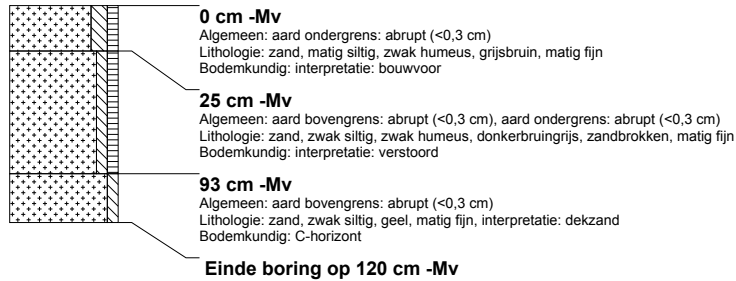 0 cm -Mv
Algemeen: aard ondergrens: abrupt (<0,3 cm)
Lithologie: zand, matig siltig, zwak humeus, grijsbruin, matig fijn
Bodemkundig: interpretatie: bouwvoor
25 cm -Mv
Algemeen: aard bovengrens: abrupt (<0,3 cm), aard ondergrens: abrupt (<0,3 cm)
Lithologie: zand, zwak siltig, zwak humeus, donkerbruingrijs, zandbrokken, matig fijn
Bodemkundig: interpretatie: verstoord
93 cm -Mv
Algemeen: aard bovengrens: abrupt (<0,3 cm)
Lithologie: zand, zwak siltig, geel, matig fijn, interpretatie: dekzand
Bodemkundig: C-horizont
Einde boring op 120 cm -Mv